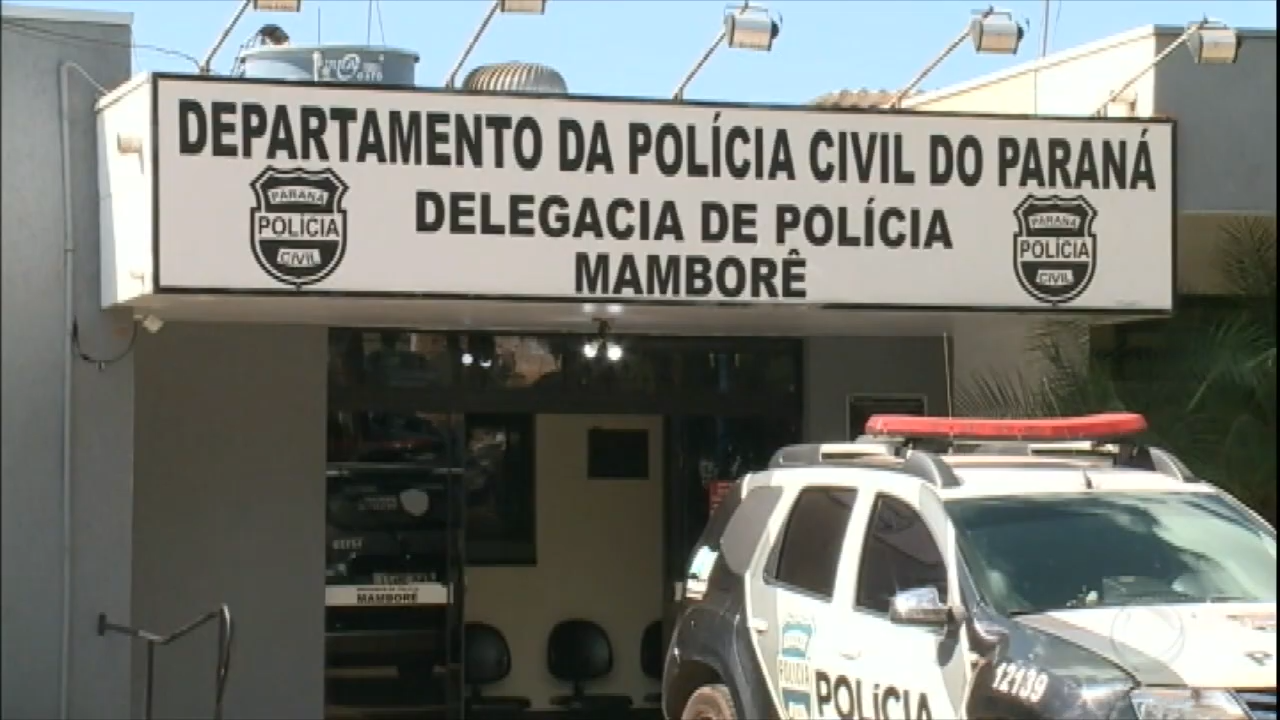 DEPARTAMENTO DA POLÍCIA CIVIL DO PARANÁ
DELEGACIA DE POLÍCIA
MAMBORÊ
PARANÁ
POLÍCIA
CIVIL
PARANÁ
POLÍCIA
CIVIL
MAMBORÊ
POLÍCIA
POLÍCIA
12139